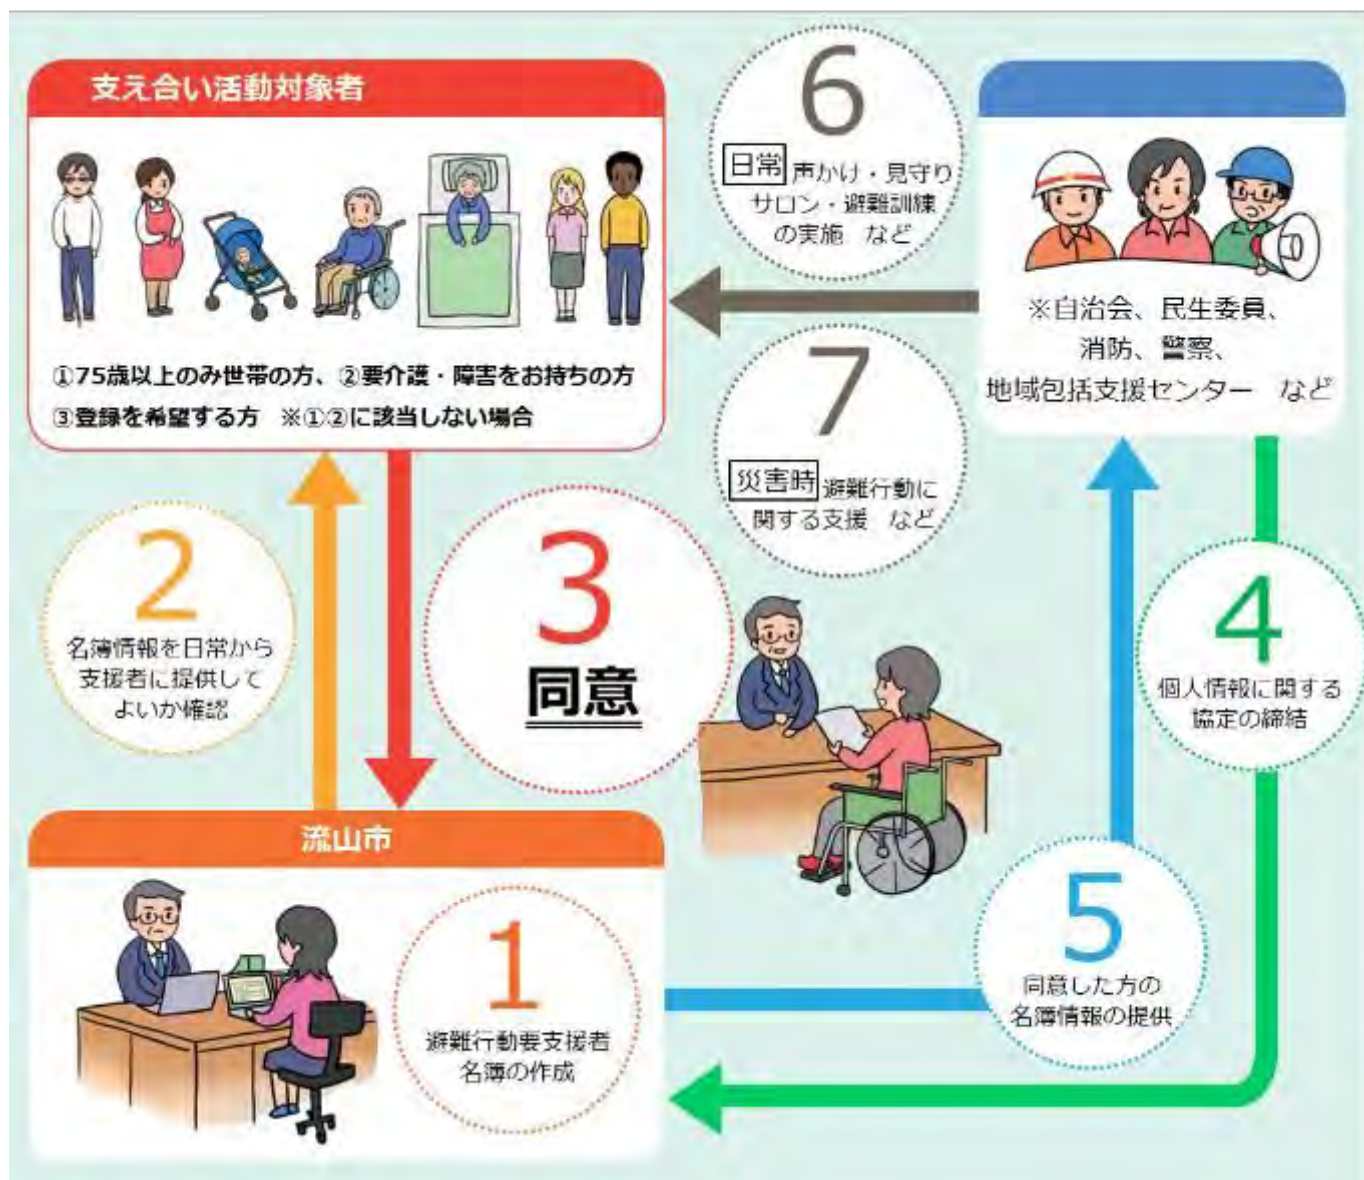 支え合い活動対象者
①75歳以上のみ世帯の方、②要介護・障害をお持ちの方
③登録を希望する方　※①②に該当しない場合
6
日常 声かけ・見守り
サロン・避難訓練
の実施　など
7
災害時 避難行動に
関する支援　など
※自治会、民生委員、
消防、警察、
地域包括支援センター　など
2
名簿情報を日常から
支援者に提供して
よいか確認
3
同意
4
個人情報に関する
協定の締結
流山市
1
避難行動要支援者
名簿の作成
5
同意した方の
名簿情報の提供